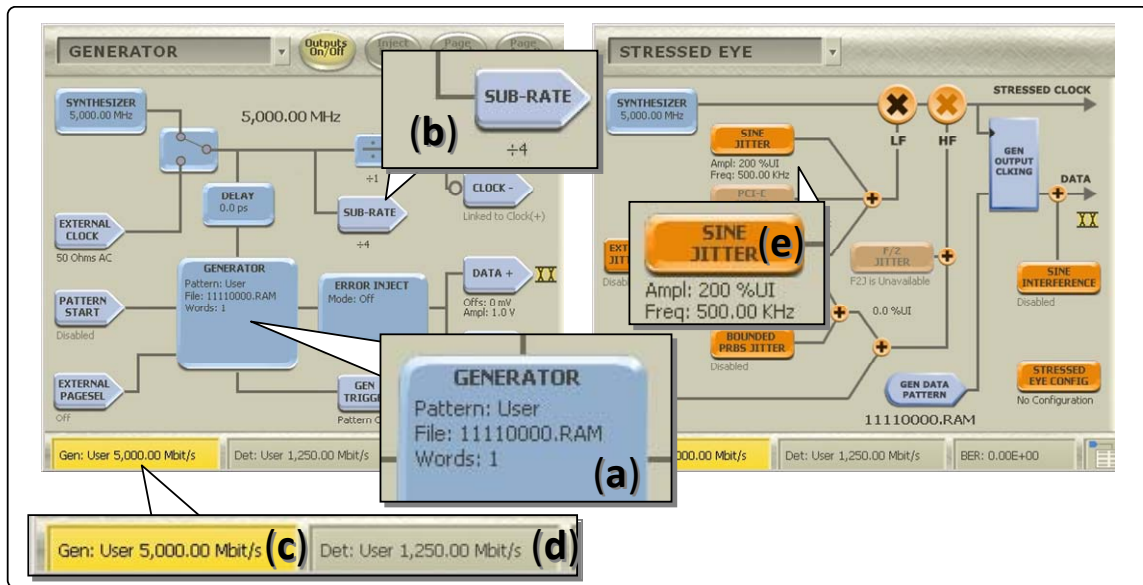 GENERATOR
Outputs
On/Off
Inject
Page
Page
SYNTHESIZER
5,000.00 MHz
5,000.00 MHz
÷
÷1
DELAY
0.0 ps
SUB-RATE
÷4
CLOCK -
Linked to Clock(+)
EXTERNAL
CLOCK
50 Ohms AC
GENERATOR
Pattern: User
File: 11110000.RAM
Words: 1
ERROR INJECT
Mode: Off
DATA +
Offs: 0 mV
Ampl: 1.0 V
PATTERN
START
Disabled
EXTERNAL
PAGESEL
Off
GEN
Pattern
Gen: User 5,000.00 Mbit/s
Det: User 1,250.00 Mbit/s
SUB-RATE
÷4
(b)
GENERATOR
Pattern: User
File: 11110000.RAM
Words: 1
(a)
Gen: User 5,000.00 Mbit/s
(c)
Det: User 1,250.00 Mbit/s
(d)
STRESSED EYE
SYNTHESIZER
5,000.00 MHz
STRESSED CLOCK
LF
HF
SINE
JITTER
Ampl: 200 %UI
Freq: 500.00 KHz
PCI-E
GEN
OUTPUT
CLKING
DATA
SINE
JITTER
Ampl: 200 %UI
Freq: 500.00 KHz
(e)
F/2
JITTER
F2J is Unavailable
SINE
INTERFERENCE
Disabled
0.0 %UI
BOUNDED
PRBS JITTER
Disabled
GEN DATA
PATTERN
11110000.RAM
STRESSED
EYE CONFIG
No Configuration
000.00 Mbit/s
Det: User 1,250.00 Mbit/s
BER: 0.00E+00